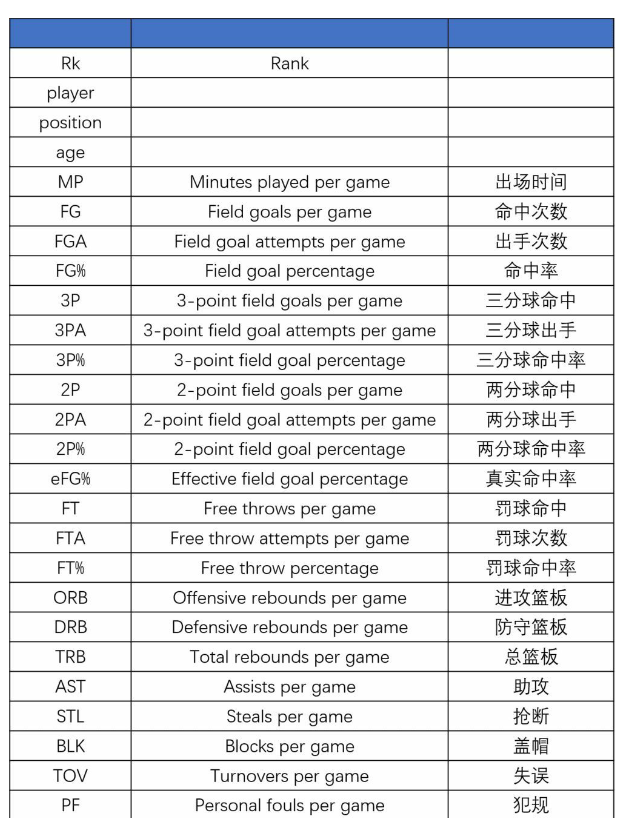 Rk Rank
player
position
age
MP Minutes played per game 出场时间
FG Field goals per game 命中次数
FGA Field goal attempts per game 出手次数
FG% Field goal percentage 命中率
3P 3-point field goals per game 三分球命中
3PA 3-point field goal attempts per game 三分球出手
3P% 3-point field goal percentage 三分球命中率
2P 2-point field goals per game 两分球命中
2PA 2-point field goal attempts per game 两分球出手
2P% 2-point field goal percentage 两分球命中率
eFG% Effective field goal percentage 真实命中率
FT Free throws per game 罚球命中
FTA Free throw attempts per game 罚球次数
FT% Free throw percentage 罚球命中率
ORB Offensive rebounds per game 进攻篮板
DRB Defensive rebounds per game 防守篮板
TRB Total rebounds per game 总篮板
AST Assists per game 助攻
STL Steals per game 抢断
BLK Blocks per game 盖帽
TOV Turnovers per game 失误
PF Personal fouls per game 犯规